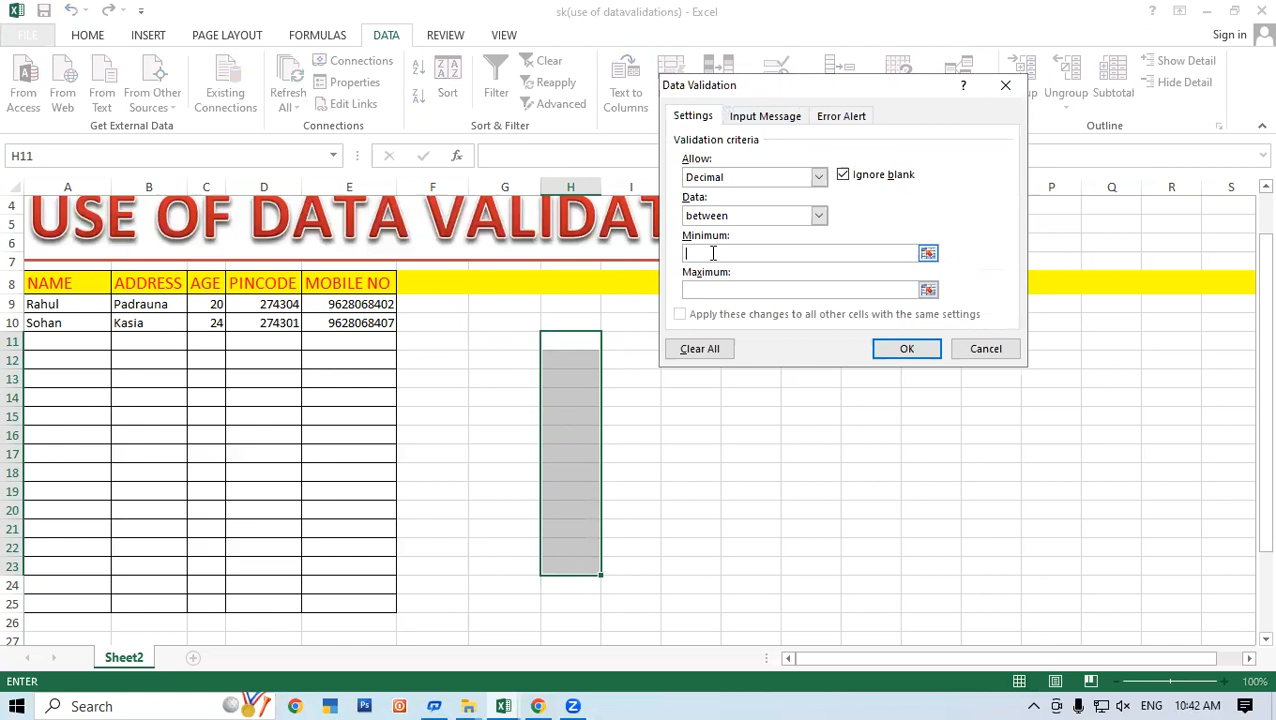 sk(use of datavalidations) - Excel
FILE HOME INSERT PAGE LAYOUT FORMULAS DATA REVIEW VIEW Sign in
From Access
From Web
From Text
From Other Sources
Existing Connections
Get External Data
Refresh All
Connections
Properties
Edit Links
Connections
Sort
Filter
Clear
Reapply
Advanced
Sort & Filter
Text to Columns
Ungroup
Subtotal
Show Detail
Hide Detail
Outline
H11
A B C D E F G H I P Q R S
4
5 USE OF DATA VALIDAT
6
7
8 NAME ADDRESS AGE PINCODE MOBILE NO
9 Rahul Padrauna 20 274304 9628068402
10 Sohan Kasia 24 274301 9628068407
11
12
13
14
15
16
17
18
19
20
21
22
23
24
25
26
27
Data Validation
Settings Input Message Error Alert
Validation criteria
Allow:
Decimal Ignore blank
Data:
between
Minimum:
Maximum:
Apply these changes to all other cells with the same settings
Clear All OK Cancel
Sheet2
ENTER 100%
Search ENG 10:42 AM